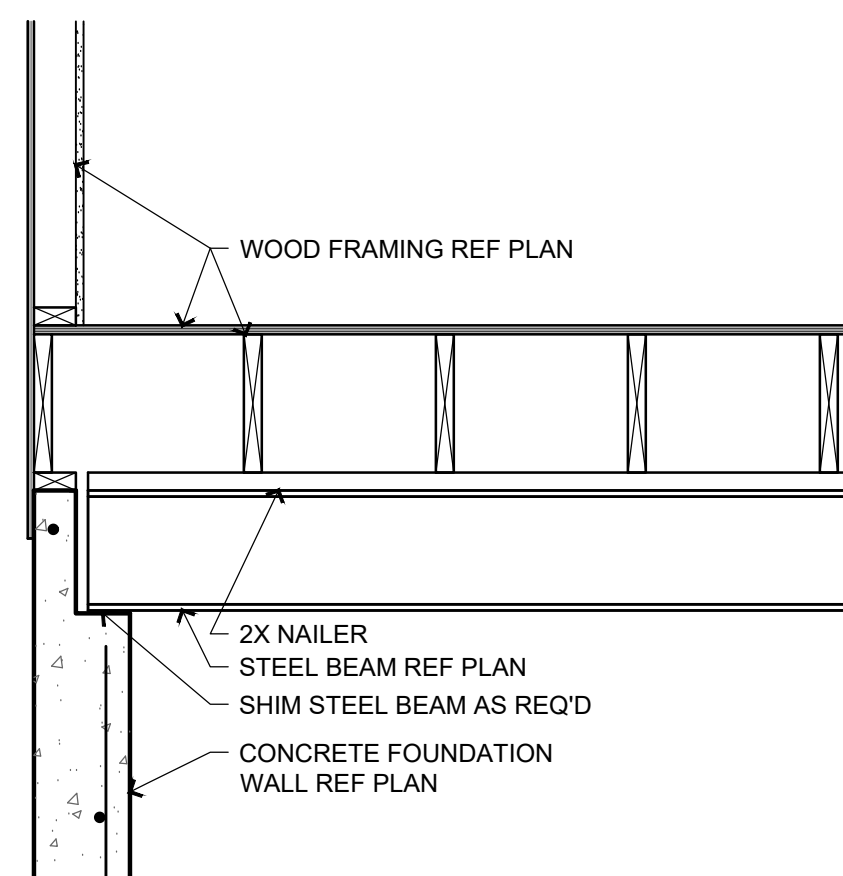 WOOD FRAMING REF PLAN
2X NAILER
STEEL BEAM REF PLAN
SHIM STEEL BEAM AS REQ'D
CONCRETE FOUNDATION
WALL REF PLAN